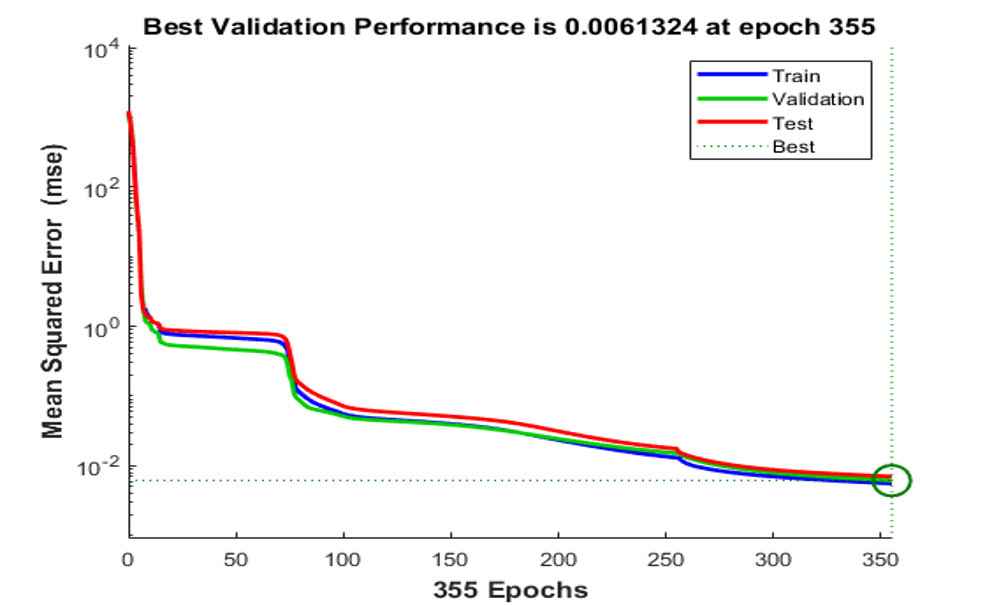 Best Validation Performance is 0.0061324 at epoch 355
Mean Squared Error (mse)
10^4
10^2
10^0
10^-2
Train
Validation
Test
Best
0 50 100 150 200 250 300 350
355 Epochs